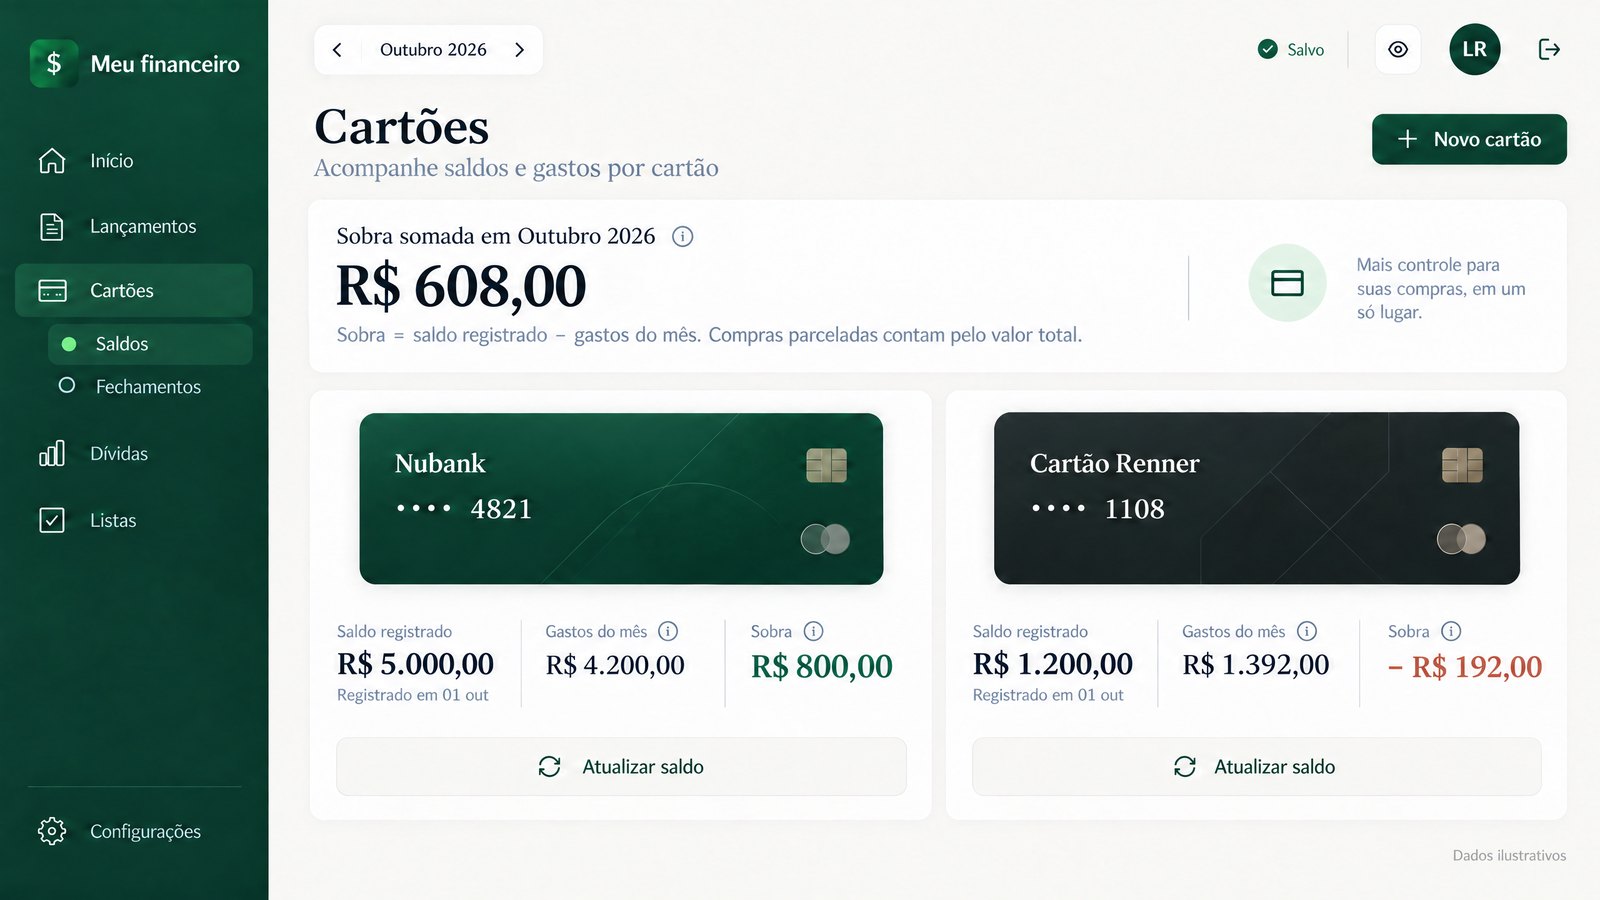 $ Meu financeiro
Início
Lançamentos
Cartões
Saldos
Fechamentos
Dívidas
Listas
Configurações
Outubro 2026
Salvo
LR
Cartões
Acompanhe saldos e gastos por cartão
+ Novo cartão
Sobra somada em Outubro 2026
R$ 608,00
Sobra = saldo registrado – gastos do mês. Compras parceladas contam pelo valor total.
Mais controle para
suas compras, em um
só lugar.
Nubank
•••• 4821
Saldo registrado
R$ 5.000,00
Registrado em 01 out
Gastos do mês
R$ 4.200,00
Sobra
R$ 800,00
Atualizar saldo
Cartão Renner
•••• 1108
Saldo registrado
R$ 1.200,00
Registrado em 01 out
Gastos do mês
R$ 1.392,00
Sobra
– R$ 192,00
Atualizar saldo
Dados ilustrativos